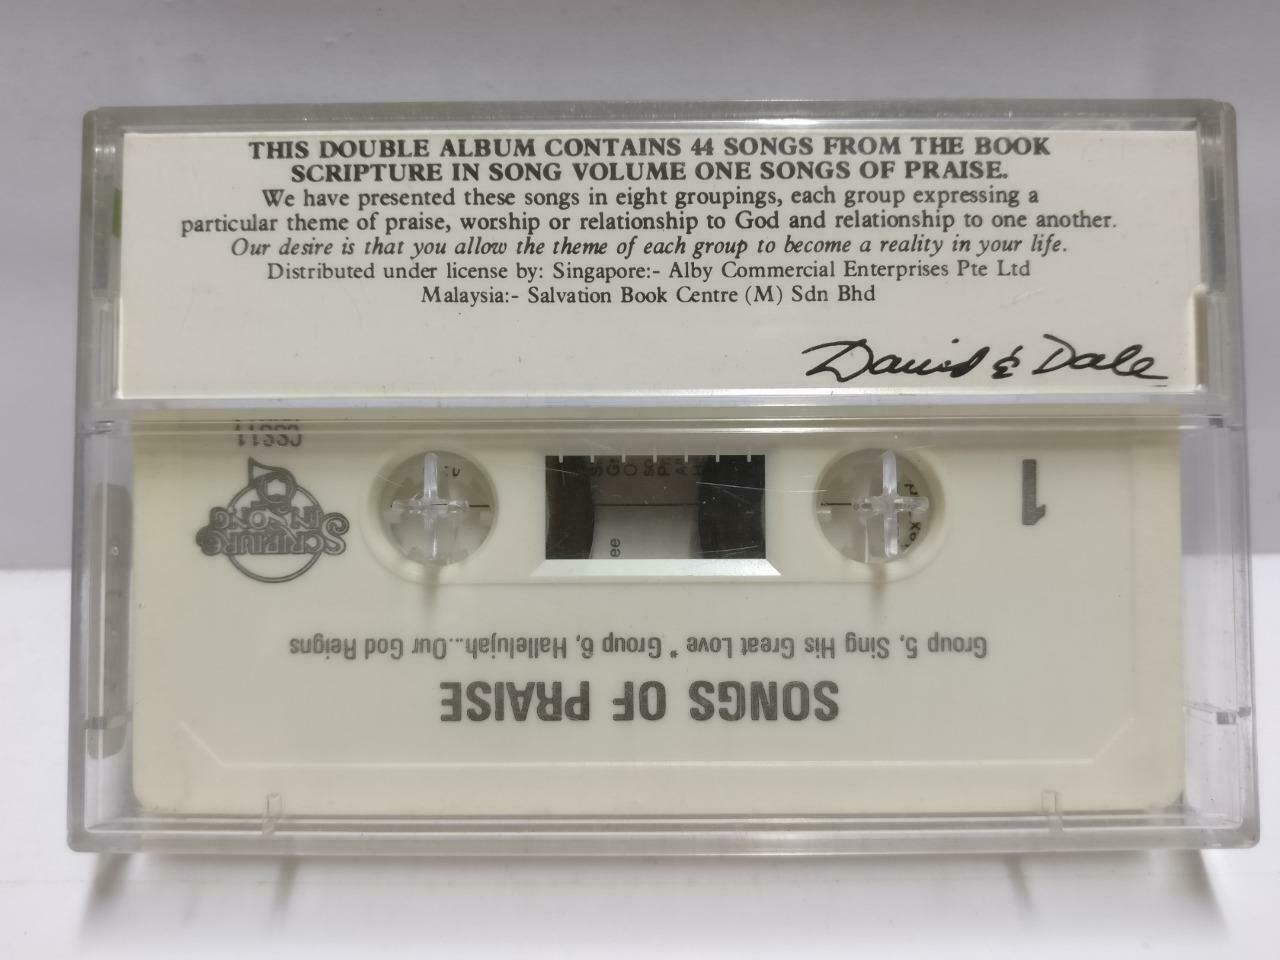 THIS DOUBLE ALBUM CONTAINS 44 SONGS FROM THE BOOK
SCRIPTURE IN SONG VOLUME ONE SONGS OF PRAISE.
We have presented these songs in eight groupings, each group expressing a
particular theme of praise, worship or relationship to God and relationship to one another.
Our desire is that you allow the theme of each group to become a reality in your life.
Distributed under license by: Singapore:- Alby Commercial Enterprises Pte Ltd
Malaysia:- Salvation Book Centre (M) Sdn Bhd
David & Dale
SONGS OF PRAISE
Group 5, Sing His Great Love * Group 6, Hallelujah...Our God Reigns
1
SCRIPTURE
IN SONG